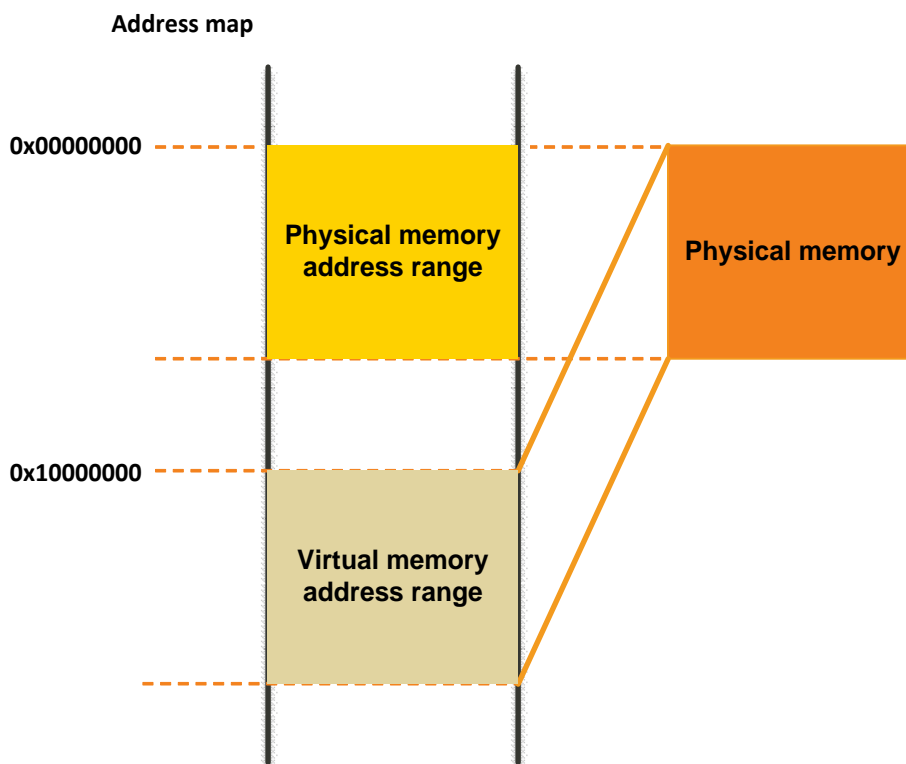 Address map
0x00000000
Physical memory
address range
Physical memory
0x10000000
Virtual memory
address range